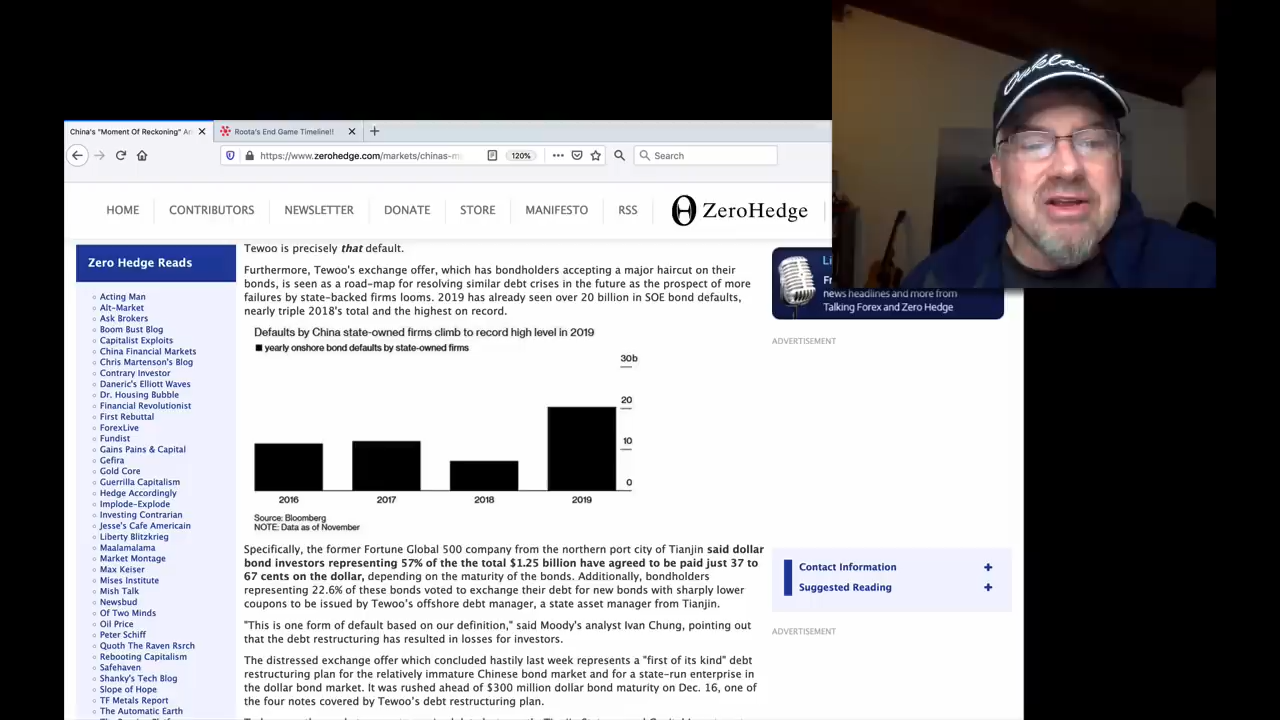 Oakland
China's "Moment Of Reckoning" Ar
Roota's End Game Timeline!!
https://www.zerohedge.com/markets/chinas-m
120%
Search
HOME
CONTRIBUTORS
NEWSLETTER
DONATE
STORE
MANIFESTO
RSS
ZeroHedge
Zero Hedge Reads
Acting Man
Alt-Market
Ask Brokers
Boom Bust Blog
Capitalist Exploits
China Financial Markets
Chris Martenson's Blog
Contrary Investor
Daneric's Elliott Waves
Dr. Housing Bubble
Financial Revolutionist
First Rebuttal
ForexLive
Fundist
Gains Pains & Capital
Gefira
Gold Core
Guerrilla Capitalism
Hedge Accordingly
Implode-Explode
Investing Contrarian
Jesse's Cafe Americain
Liberty Blitzkrieg
Maalamalama
Market Montage
Max Keiser
Mises Institute
Mish Talk
Newsbud
Of Two Minds
Oil Price
Peter Schiff
Quoth The Raven Rsrch
Rebooting Capitalism
Safehaven
Shanky's Tech Blog
Slope of Hope
TF Metals Report
The Automatic Earth
Tewoo is precisely that default.
Furthermore, Tewoo's exchange offer, which has bondholders accepting a major haircut on their
bonds, is seen as a road-map for resolving similar debt crises in the future as the prospect of more
failures by state-backed firms looms. 2019 has already seen over 20 billion in SOE bond defaults,
nearly triple 2018's total and the highest on record.
Defaults by China state-owned firms climb to record high level in 2019
yearly onshore bond defaults by state-owned firms
30b
20
10
0
2016
2017
2018
2019
Source: Bloomberg
NOTE: Data as of November
Specifically, the former Fortune Global 500 company from the northern port city of Tianjin said dollar
bond investors representing 57% of the the total $1.25 billion have agreed to be paid just 37 to
67 cents on the dollar, depending on the maturity of the bonds. Additionally, bondholders
representing 22.6% of these bonds voted to exchange their debt for new bonds with sharply lower
coupons to be issued by Tewoo's offshore debt manager, a state asset manager from Tianjin.
"This is one form of default based on our definition," said Moody's analyst Ivan Chung, pointing out
that the debt restructuring has resulted in losses for investors.
The distressed exchange offer which concluded hastily last week represents a "first of its kind" debt
restructuring plan for the relatively immature Chinese bond market and for a state-run enterprise in
the dollar bond market. It was rushed ahead of $300 million dollar bond maturity on Dec. 16, one of
the four notes covered by Tewoo's debt restructuring plan.
Li
Fr
news headlines and more from
Talking Forex and Zero Hedge
ADVERTISEMENT
Contact Information
Suggested Reading
ADVERTISEMENT